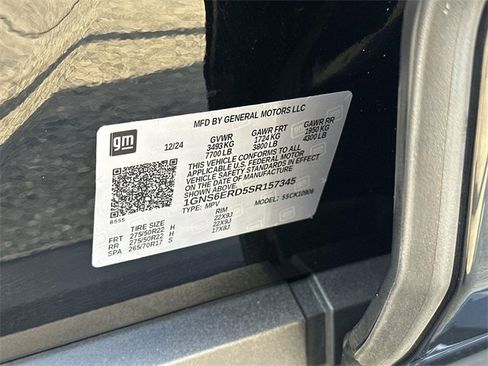 MFD BY GENERAL MOTORS LLC
gm
12/24 GVWR GAWR FRT GAWR RR
3493 KG 1724 KG 1950 KG
7700 LB 3800 LB 4300 LB
THIS VEHICLE CONFORMS TO ALL
APPLICABLE U.S. FEDERAL MOTOR
VEHICLE SAFETY STANDARDS IN EFFECT
ON THE DATE OF MANUFACTURE SHOWN ABOVE.
1GNS6ERD5SR157345
TYPE: MPV MODEL:
8555
TIRE SIZE RIM
FRT 275/50R22 H 22X9J
RR 275/50R22 H 22X9J
SPA 265/70R17 S 17X8J